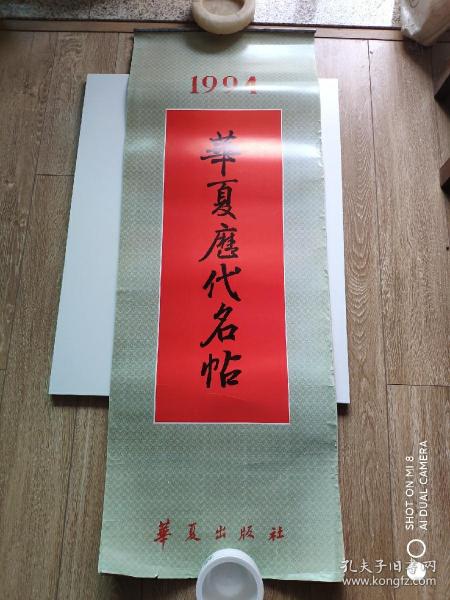 1994
華夏歷代名帖
華夏出版社
SHOT ON MI 8
AI DUAL CAMERA
孔夫子旧书网
www.kongfz.com